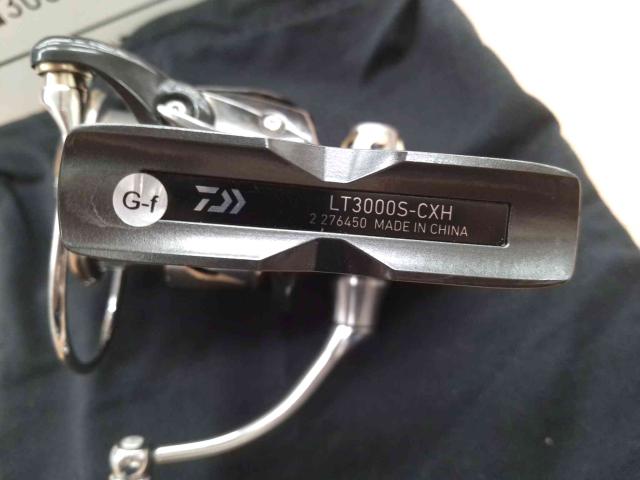 G-f
LT3000S-CXH
2 276450 MADE IN CHINA